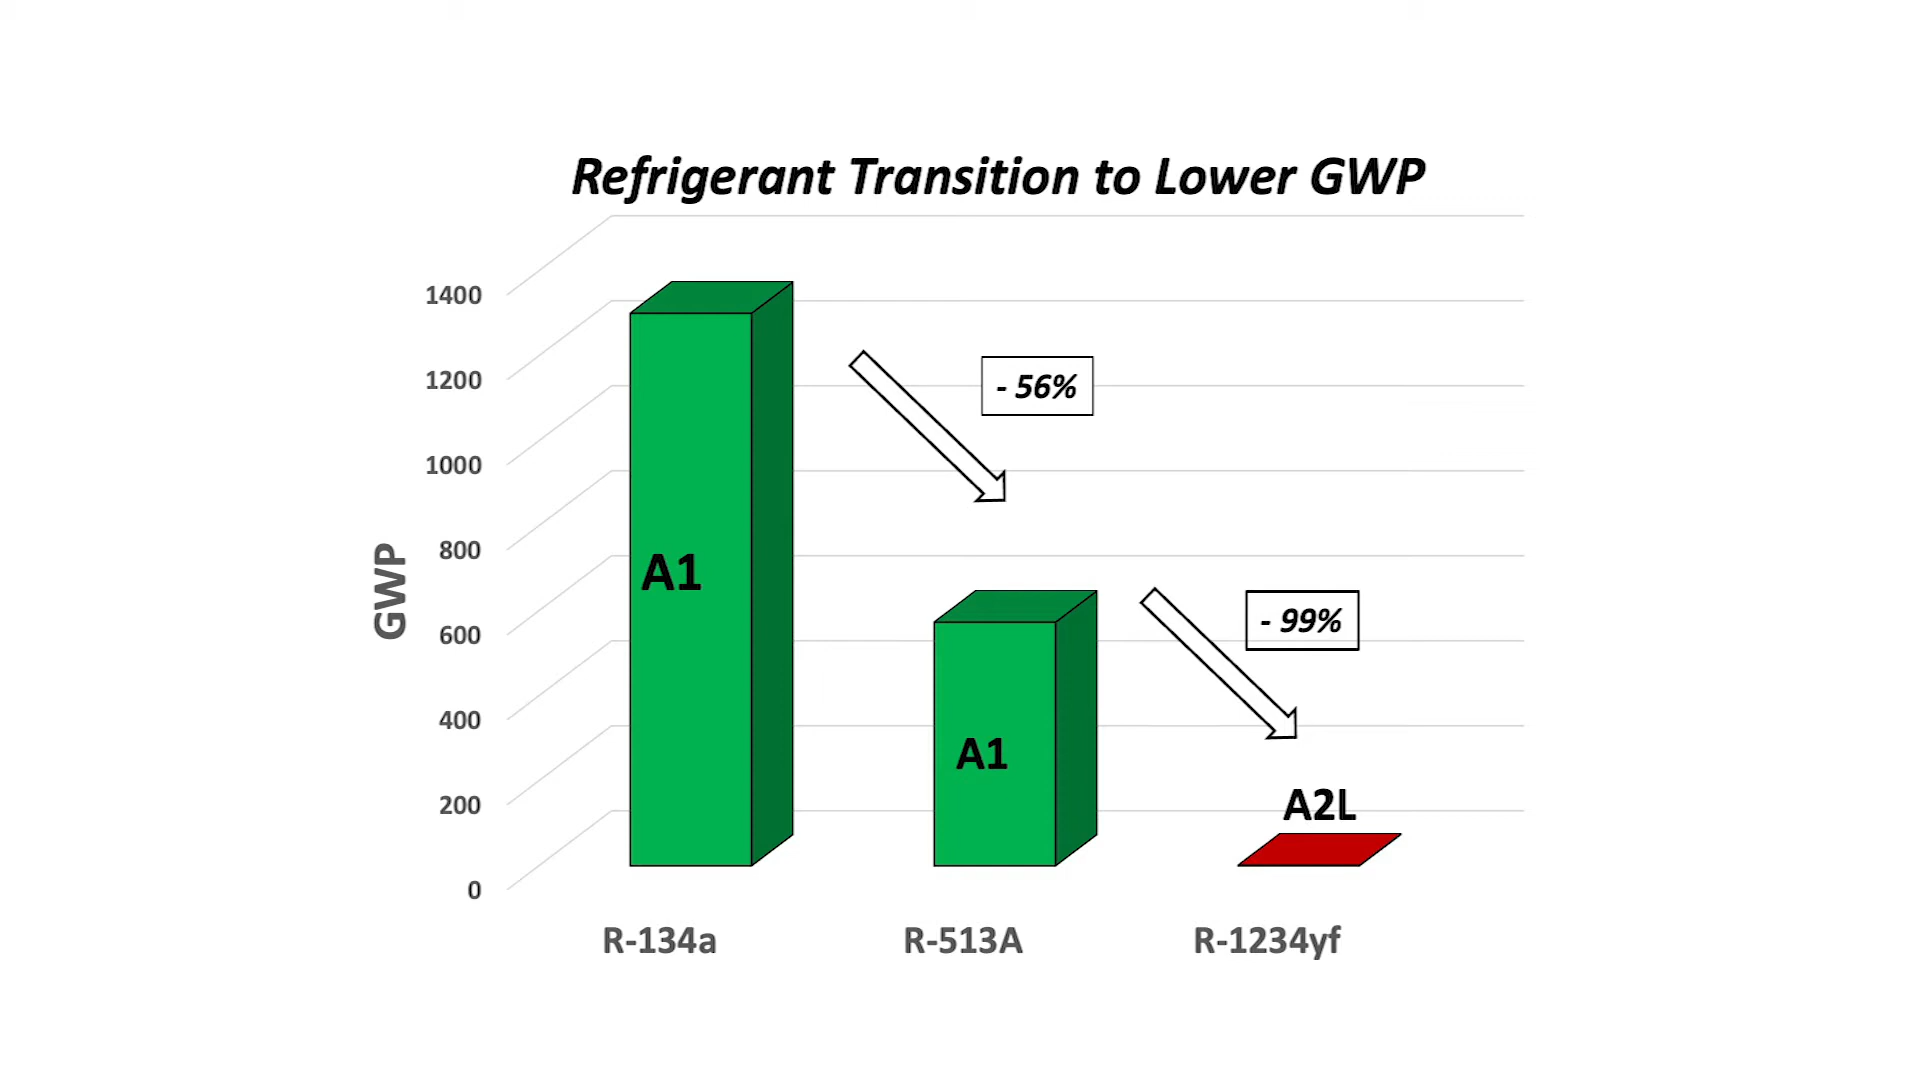 Refrigerant Transition to Lower GWP
1400
1200
1000
800
600
400
200
0
GWP
- 56%
- 99%
A1
A1
A2L
R-134a
R-513A
R-1234yf